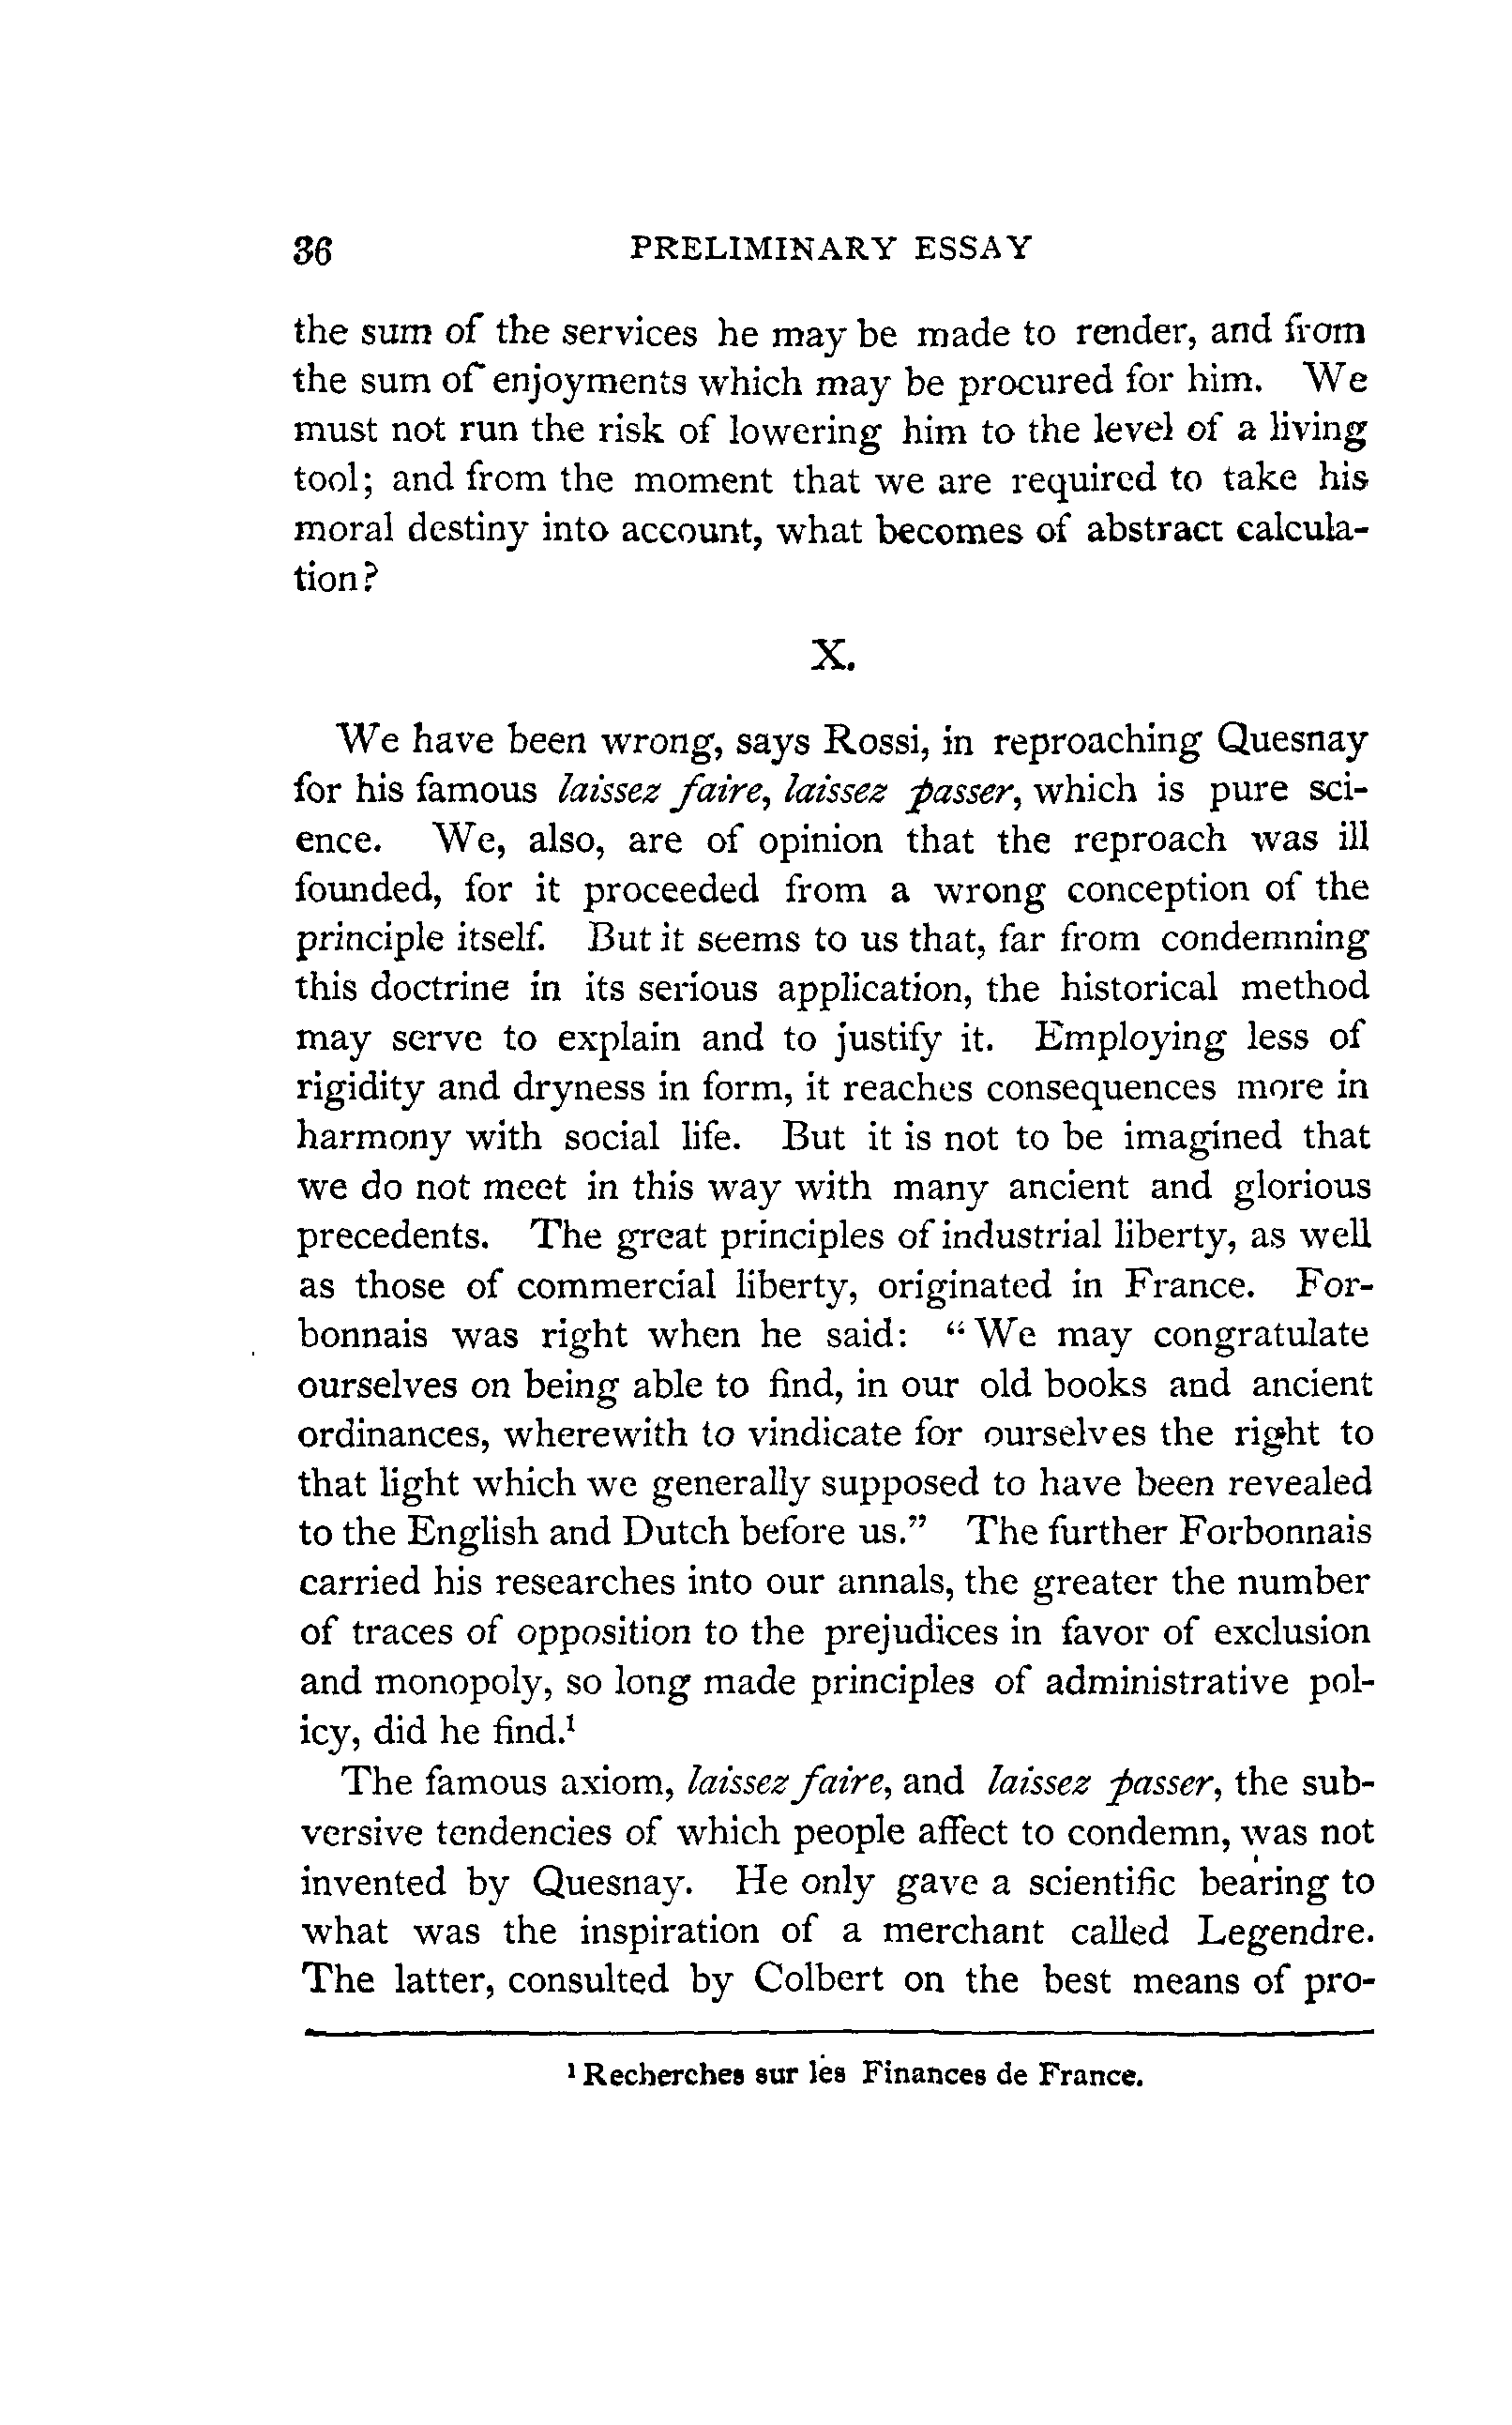 36 PRELIMINARY ESSAY
the sum of the services he may be made to render, and from
the sum of enjoyments which may be procured for him. We
must not run the risk of lowering him to the level of a living
tool; and from the moment that we are required to take his
moral destiny into account, what becomes of abstract calcula-
tion?
X.
We have been wrong, says Rossi, in reproaching Quesnay
for his famous laissez faire, laissez passer, which is pure sci-
ence. We, also, are of opinion that the reproach was ill
founded, for it proceeded from a wrong conception of the
principle itself. But it seems to us that, far from condemning
this doctrine in its serious application, the historical method
may serve to explain and to justify it. Employing less of
rigidity and dryness in form, it reaches consequences more in
harmony with social life. But it is not to be imagined that
we do not meet in this way with many ancient and glorious
precedents. The great principles of industrial liberty, as well
as those of commercial liberty, originated in France. For-
bonnais was right when he said: “We may congratulate
ourselves on being able to find, in our old books and ancient
ordinances, wherewith to vindicate for ourselves the right to
that light which we generally supposed to have been revealed
to the English and Dutch before us.” The further Forbonnais
carried his researches into our annals, the greater the number
of traces of opposition to the prejudices in favor of exclusion
and monopoly, so long made principles of administrative pol-
icy, did he find.¹
The famous axiom, laissez faire, and laissez passer, the sub-
versive tendencies of which people affect to condemn, was not
invented by Quesnay. He only gave a scientific bearing to
what was the inspiration of a merchant called Legendre.
The latter, consulted by Colbert on the best means of pro-
¹ Recherches sur les Finances de France.